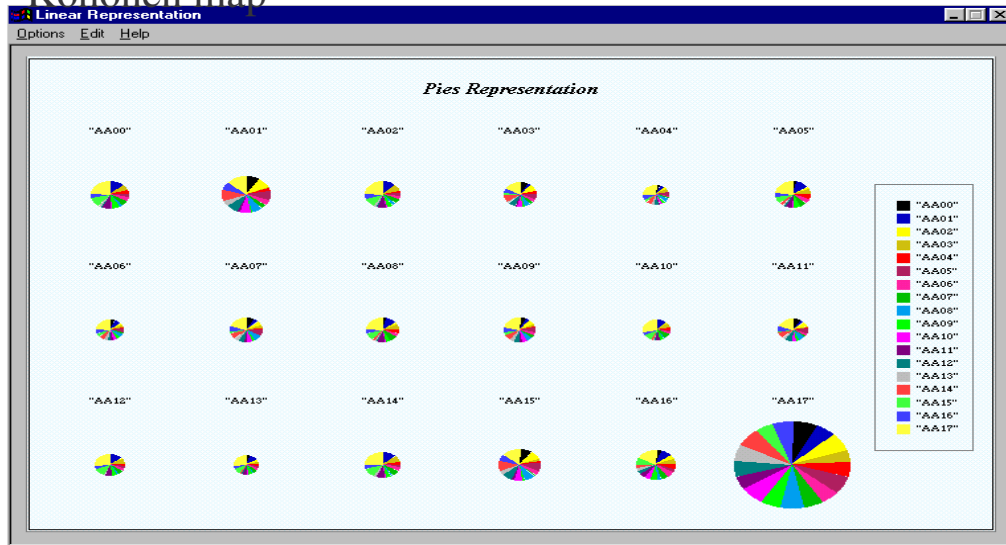 Kohonen map
Linear Representation
Options Edit Help
Pies Representation
"AA00" "AA01" "AA02" "AA03" "AA04" "AA05"
"AA06" "AA07" "AA08" "AA09" "AA10" "AA11"
"AA12" "AA13" "AA14" "AA15" "AA16" "AA17"
"AA00"
"AA01"
"AA02"
"AA03"
"AA04"
"AA05"
"AA06"
"AA07"
"AA08"
"AA09"
"AA10"
"AA11"
"AA12"
"AA13"
"AA14"
"AA15"
"AA16"
"AA17"